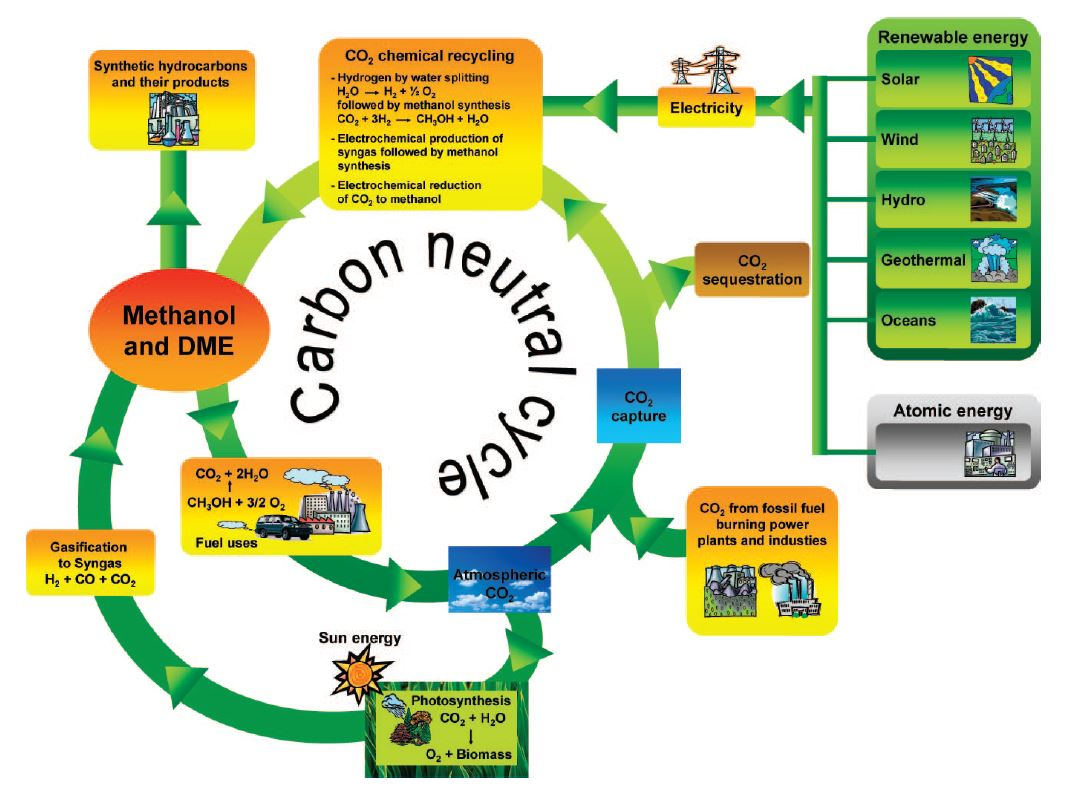 Synthetic hydrocarbons
and their products
CO₂ chemical recycling
- Hydrogen by water splitting
H₂O → H₂ + ½ O₂
followed by methanol synthesis
CO₂ + 3H₂ → CH₃OH + H₂O
- Electrochemical production of
syngas followed by methanol
synthesis
- Electrochemical reduction
of CO₂ to methanol
Electricity
Renewable energy
Solar
Wind
Hydro
Geothermal
Oceans
Atomic energy
CO₂
sequestration
Methanol
and DME
Carbon neutral cycle
CO₂
capture
CO₂ + 2H₂O
↑
CH₃OH + 3/2 O₂
Fuel uses
CO₂ from fossil fuel
burning power
plants and industies
Gasification
to Syngas
H₂ + CO + CO₂
Atmospheric
CO₂
Sun energy
Photosynthesis
CO₂ + H₂O
↓
O₂ + Biomass